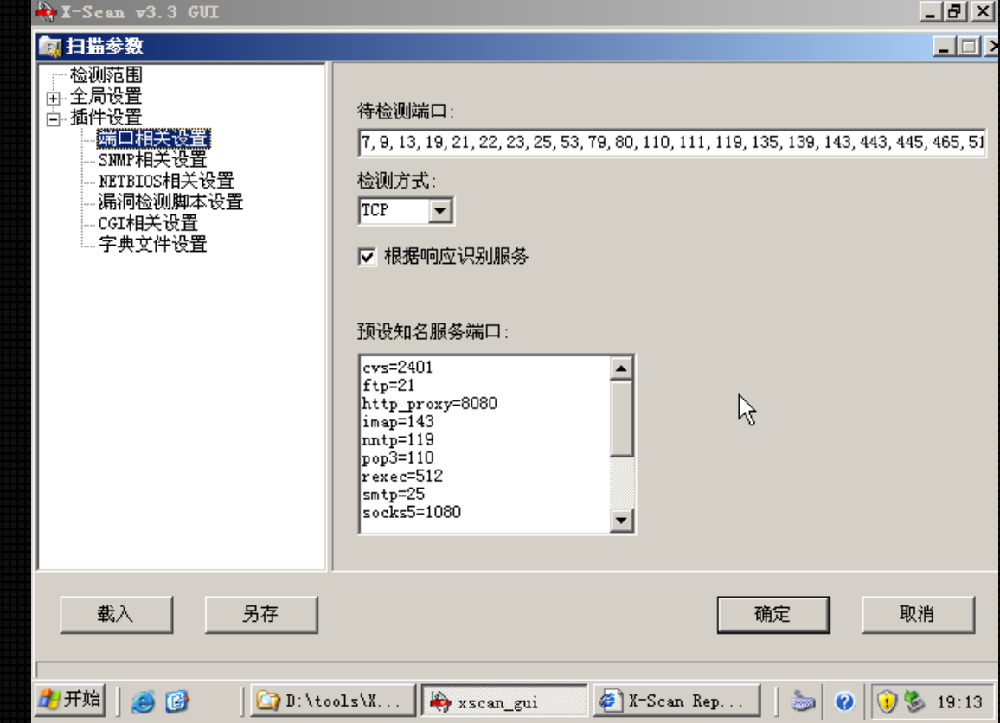 X-Scan v3.3 GUI
扫描参数
检测范围
全局设置
插件设置
端口相关设置
SNMP相关设置
NETBIOS相关设置
漏洞检测脚本设置
CGI相关设置
字典文件设置
待检测端口:
7, 9, 13, 19, 21, 22, 23, 25, 53, 79, 80, 110, 111, 119, 135, 139, 143, 443, 445, 465, 51
检测方式:
TCP
根据响应识别服务
预设知名服务端口:
cvs=2401
ftp=21
http_proxy=8080
imap=143
nntp=119
pop3=110
rexec=512
smtp=25
socks5=1080
载入
另存
确定
取消
开始
D:\tools\X...
xscan_gui
X-Scan Rep...
19:13